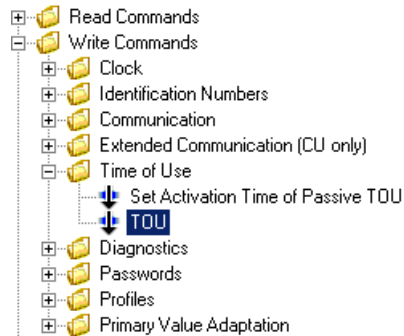 Read Commands
Write Commands
Clock
Identification Numbers
Communication
Extended Communication (CU only)
Time of Use
Set Activation Time of Passive TOU
TOU
Diagnostics
Passwords
Profiles
Primary Value Adaptation